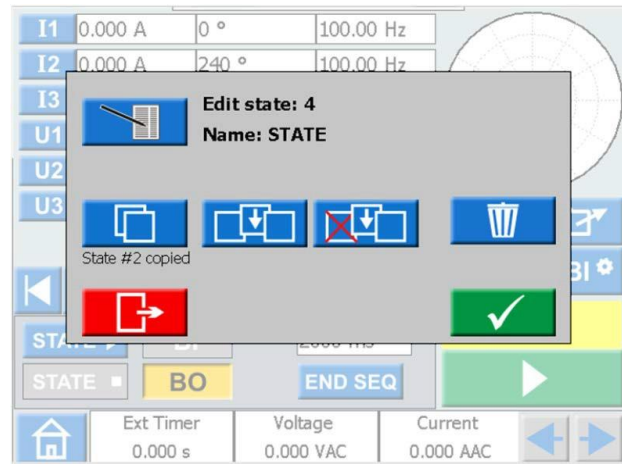 I1 0.000 A 0 ° 100.00 Hz
I2 0.000 A 240 ° 100.00 Hz
I3
Edit state: 4
U1
Name: STATE
U2
U3
State #2 copied
BI
STATE
STATE BO END SEQ
Ext Timer Voltage Current
0.000 s 0.000 VAC 0.000 AAC